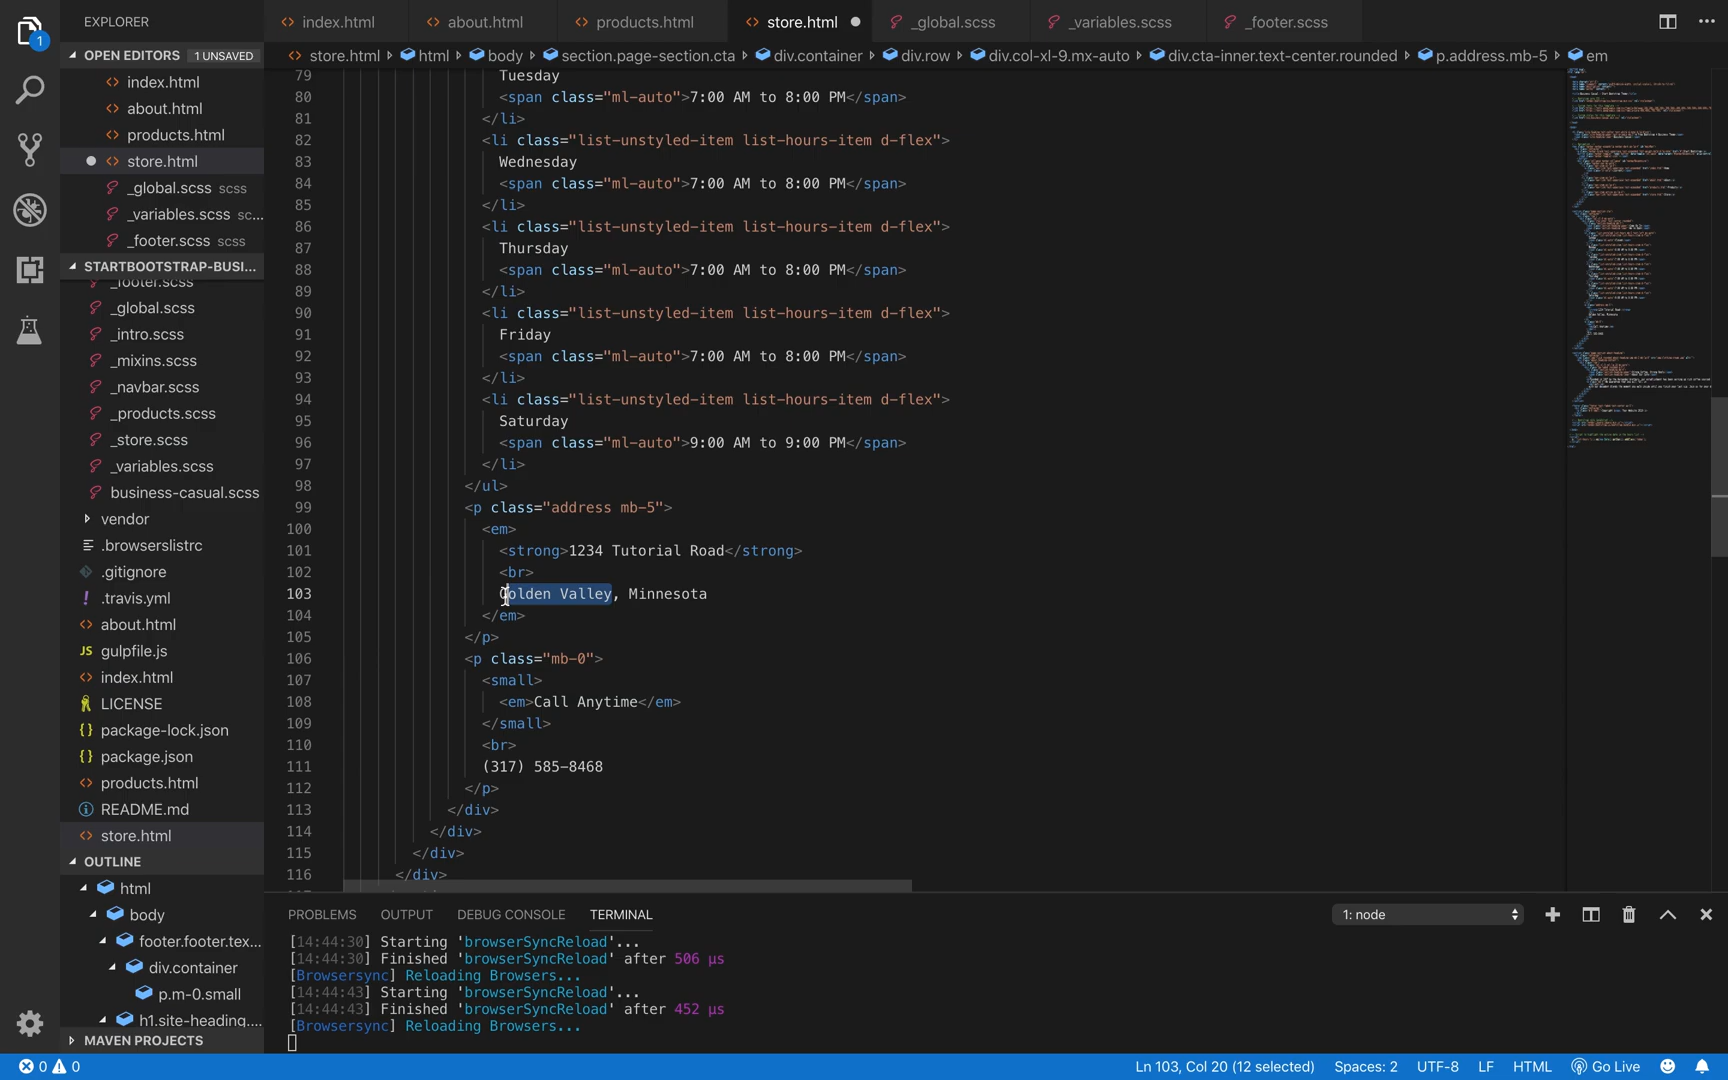 EXPLORER
index.html
about.html
products.html
store.html
_global.scss
_variables.scss
_footer.scss
OPEN EDITORS 1 UNSAVED
store.html html body section.page-section.cta div.container div.row div.col-xl-9.mx-auto div.cta-inner.text-center.rounded p.address.mb-5 em
index.html
about.html
products.html
store.html
_global.scss scss
_variables.scss sc...
_footer.scss scss
STARTBOOTSTRAP-BUSI...
_footer.scss
_global.scss
_intro.scss
_mixins.scss
_navbar.scss
_products.scss
_store.scss
_variables.scss
business-casual.scss
vendor
.browserslistrc
.gitignore
.travis.yml
about.html
JS gulpfile.js
index.html
LICENSE
{} package-lock.json
{} package.json
products.html
README.md
store.html
OUTLINE
html
body
footer.footer.tex...
div.container
p.m-0.small
h1.site-heading....
MAVEN PROJECTS
79 Tuesday
80 <span class="ml-auto">7:00 AM to 8:00 PM</span>
81 </li>
82 <li class="list-unstyled-item list-hours-item d-flex">
83 Wednesday
84 <span class="ml-auto">7:00 AM to 8:00 PM</span>
85 </li>
86 <li class="list-unstyled-item list-hours-item d-flex">
87 Thursday
88 <span class="ml-auto">7:00 AM to 8:00 PM</span>
89 </li>
90 <li class="list-unstyled-item list-hours-item d-flex">
91 Friday
92 <span class="ml-auto">7:00 AM to 8:00 PM</span>
93 </li>
94 <li class="list-unstyled-item list-hours-item d-flex">
95 Saturday
96 <span class="ml-auto">9:00 AM to 9:00 PM</span>
97 </li>
98 </ul>
99 <p class="address mb-5">
100 <em>
101 <strong>1234 Tutorial Road</strong>
102 <br>
103 Golden Valley, Minnesota
104 </em>
105 </p>
106 <p class="mb-0">
107 <small>
108 <em>Call Anytime</em>
109 </small>
110 <br>
111 (317) 585-8468
112 </p>
113 </div>
114 </div>
115 </div>
116 </div>
PROBLEMS OUTPUT DEBUG CONSOLE TERMINAL 1: node
[14:44:30] Starting 'browserSyncReload'...
[14:44:30] Finished 'browserSyncReload' after 506 µs
[Browsersync] Reloading Browsers...
[14:44:43] Starting 'browserSyncReload'...
[14:44:43] Finished 'browserSyncReload' after 452 µs
[Browsersync] Reloading Browsers...
0 0 Ln 103, Col 20 (12 selected) Spaces: 2 UTF-8 LF HTML Go Live